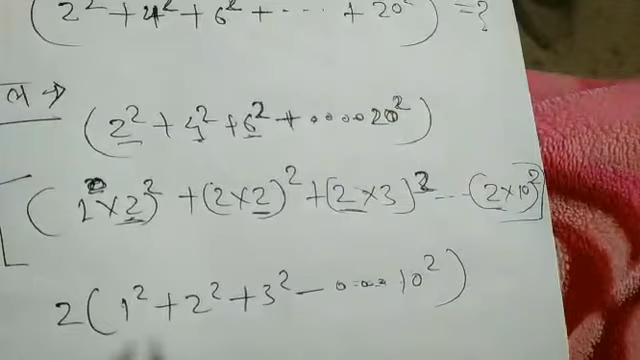 (2² + 4² + 6² + ---- + 20²) = ?
(2² + 4² + 6² + .... 20²)
[(1 × 2)² + (2 × 2)² + (2 × 3)² -- (2 × 10)²]
2(1² + 2² + 3² - .... 10²)